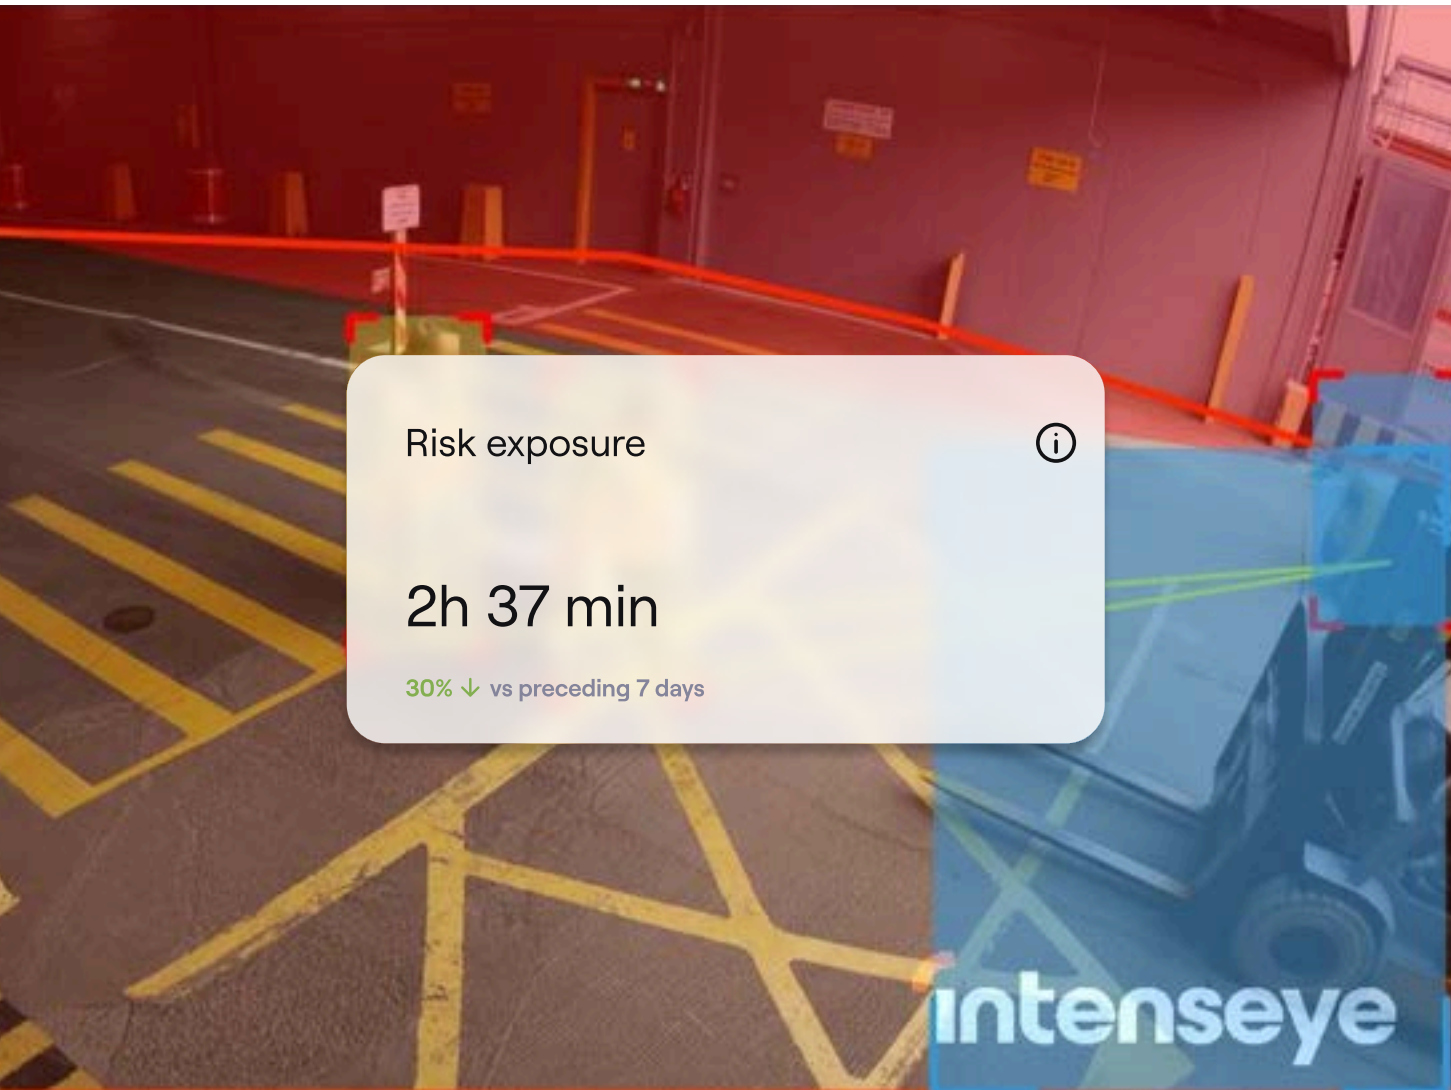 Risk exposure
2h 37 min
30% ↓ vs preceding 7 days
intenseye